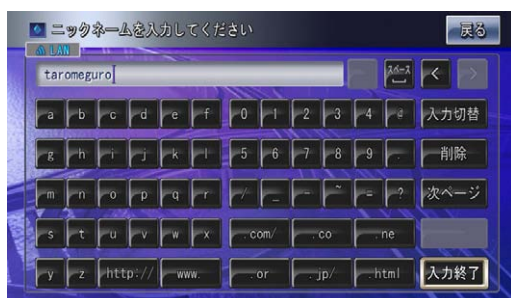 ニックネームを入力してください 戻る
LAN
taromeguro スペース < >
a b c d e f 0 1 2 3 4 @ 入力切替
g h i j k l 5 6 7 8 9 . 削除
m n o p q r / _ - ~ = ? 次ページ
s t u v w x .com/ .co .ne
y z http:// www. .or .jp/ .html 入力終了